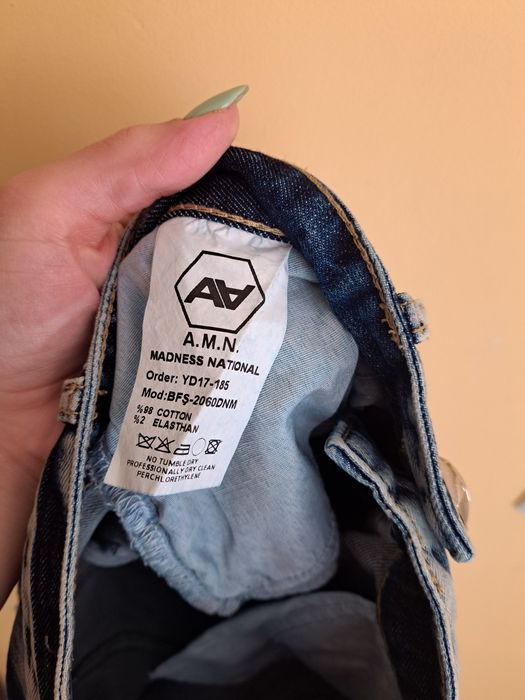 A.M.N.
MADNESS NATIONAL
Order: YD17-185
Mod:BFŞ-2060DNM
%98 COTTON
%2 ELASTHAN
NO TUMBLE DRY
PROFESSIONALLY DRY CLEAN
PERCHLORETHYLENE